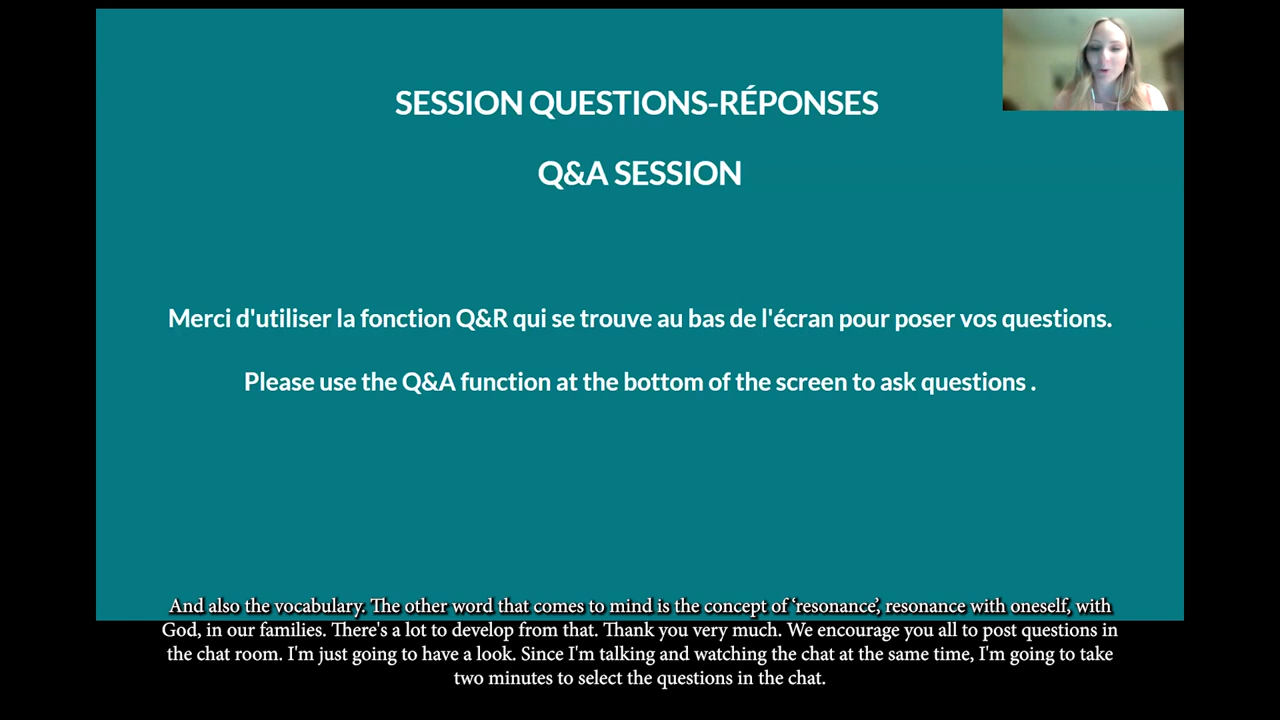 SESSION QUESTIONS-RÉPONSES
Q&A SESSION
Merci d'utiliser la fonction Q&R qui se trouve au bas de l'écran pour poser vos questions.
Please use the Q&A function at the bottom of the screen to ask questions .
And also the vocabulary. The other word that comes to mind is the concept of ‘resonance’, resonance with oneself, with
God, in our families. There's a lot to develop from that. Thank you very much. We encourage you all to post questions in
the chat room. I'm just going to have a look. Since I'm talking and watching the chat at the same time, I'm going to take
two minutes to select the questions in the chat.